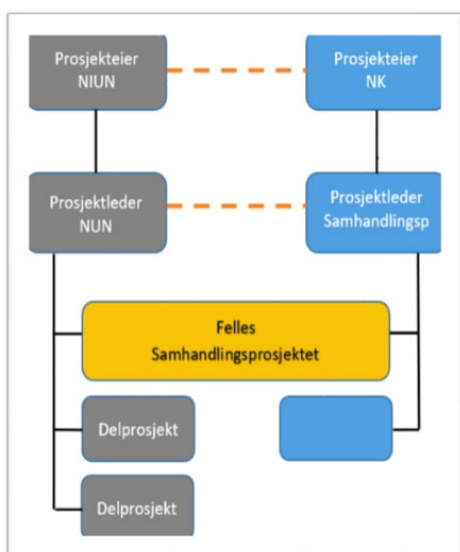 Prosjekteier
NIUN
Prosjekteier
NK
Prosjektleder
NUN
Prosjektleder
Samhandlingsp
Felles
Samhandlingsprosjektet
Delprosjekt
Delprosjekt